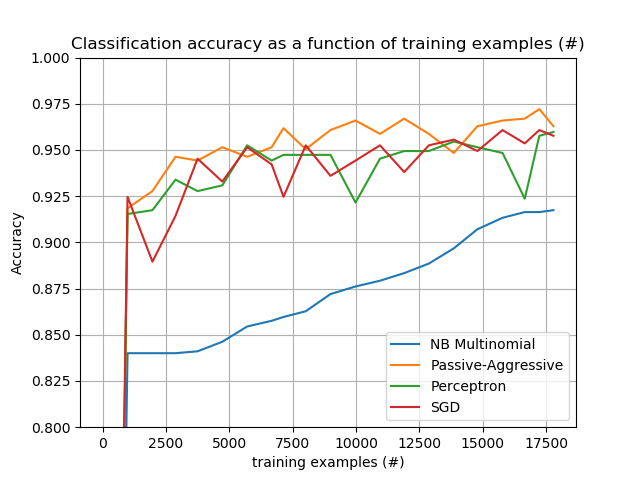 Classification accuracy as a function of training examples (#)
1.000
0.975
0.950
0.925
0.900
0.875
0.850
0.825
0.800
Accuracy
NB Multinomial
Passive-Aggressive
Perceptron
SGD
0 2500 5000 7500 10000 12500 15000 17500
training examples (#)